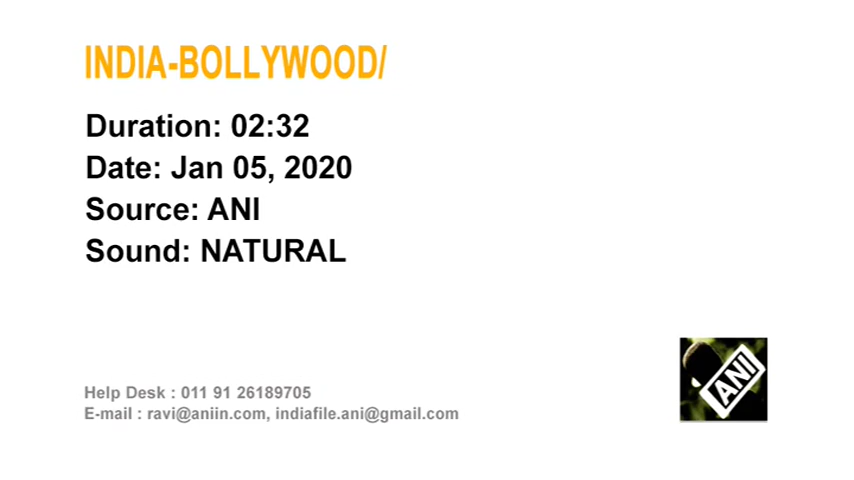 INDIA-BOLLYWOOD/
Duration: 02:32
Date: Jan 05, 2020
Source: ANI
Sound: NATURAL
Help Desk : 011 91 26189705
E-mail : ravi@aniin.com, indiafile.ani@gmail.com
ANI